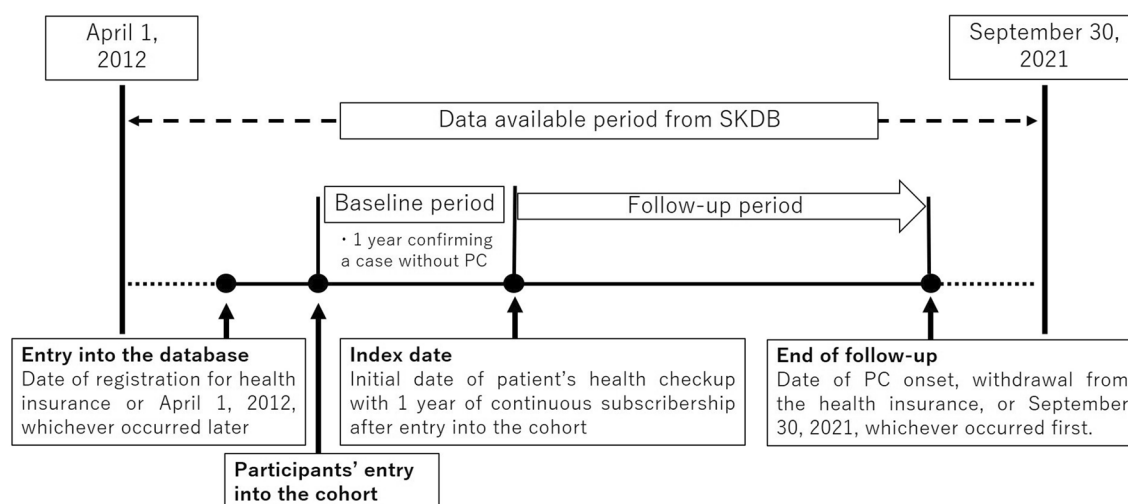 April 1,
2012
September 30,
2021
Data available period from SKDB
Baseline period
・1 year confirming
a case without PC
Follow-up period
Entry into the database
Date of registration for health
insurance or April 1, 2012,
whichever occurred later
Index date
Initial date of patient’s health checkup
with 1 year of continuous subscribership
after entry into the cohort
End of follow-up
Date of PC onset, withdrawal from
the health insurance, or September
30, 2021, whichever occurred first.
Participants’ entry
into the cohort